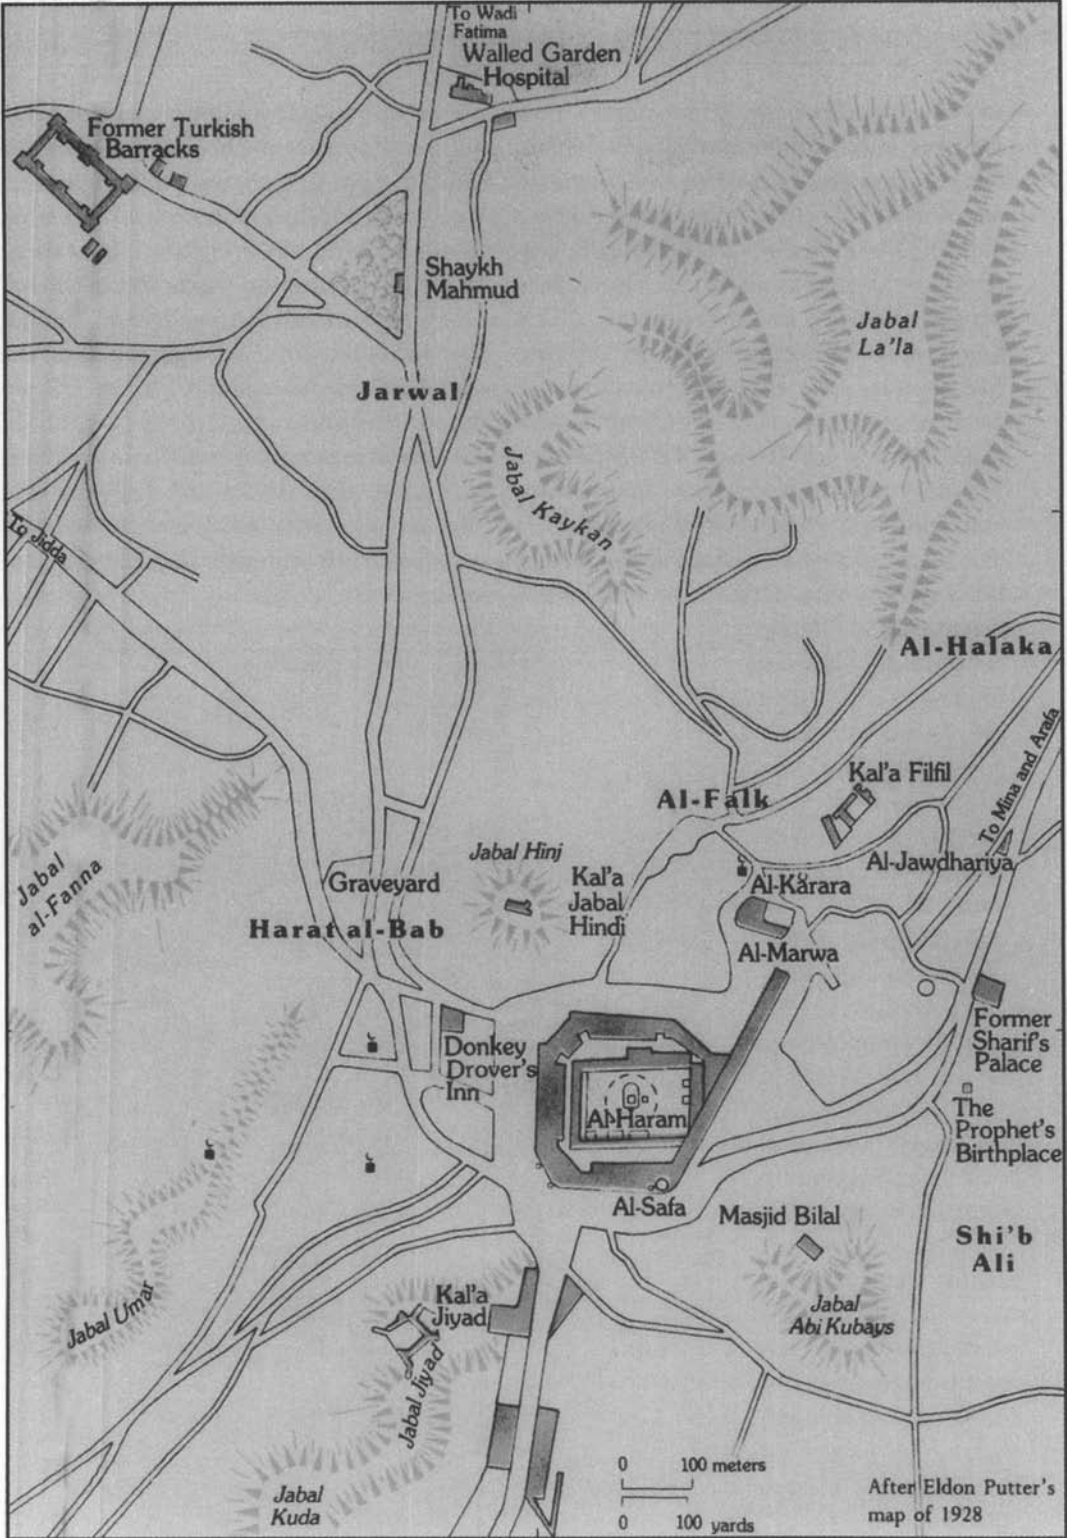 To Wadi
Fatima
Walled Garden
Hospital
Former Turkish
Barracks
Shaykh
Mahmud
Jabal
La'la
Jarwal
Jabal Kaykan
To Jidda
Al-Halaka
To Mina and Arafa
Kal'a Filfil
Al-Falk
Jabal
al-Fanna
Jabal Hinj
Al-Jawdhariya
Graveyard
Kal'a
Jabal
Hindi
Al-Karara
Harat al-Bab
Al-Marwa
Former
Sharif's
Palace
Donkey
Drover's
Inn
Al-Haram
The
Prophet's
Birthplace
Al-Safa
Masjid Bilal
Shi'b
Ali
Jabal Umar
Kal'a
Jiyad
Jabal
Abi Kubays
Jabal Jiyad
Jabal
Kuda
0 100 meters
0 100 yards
After Eldon Putter's
map of 1928